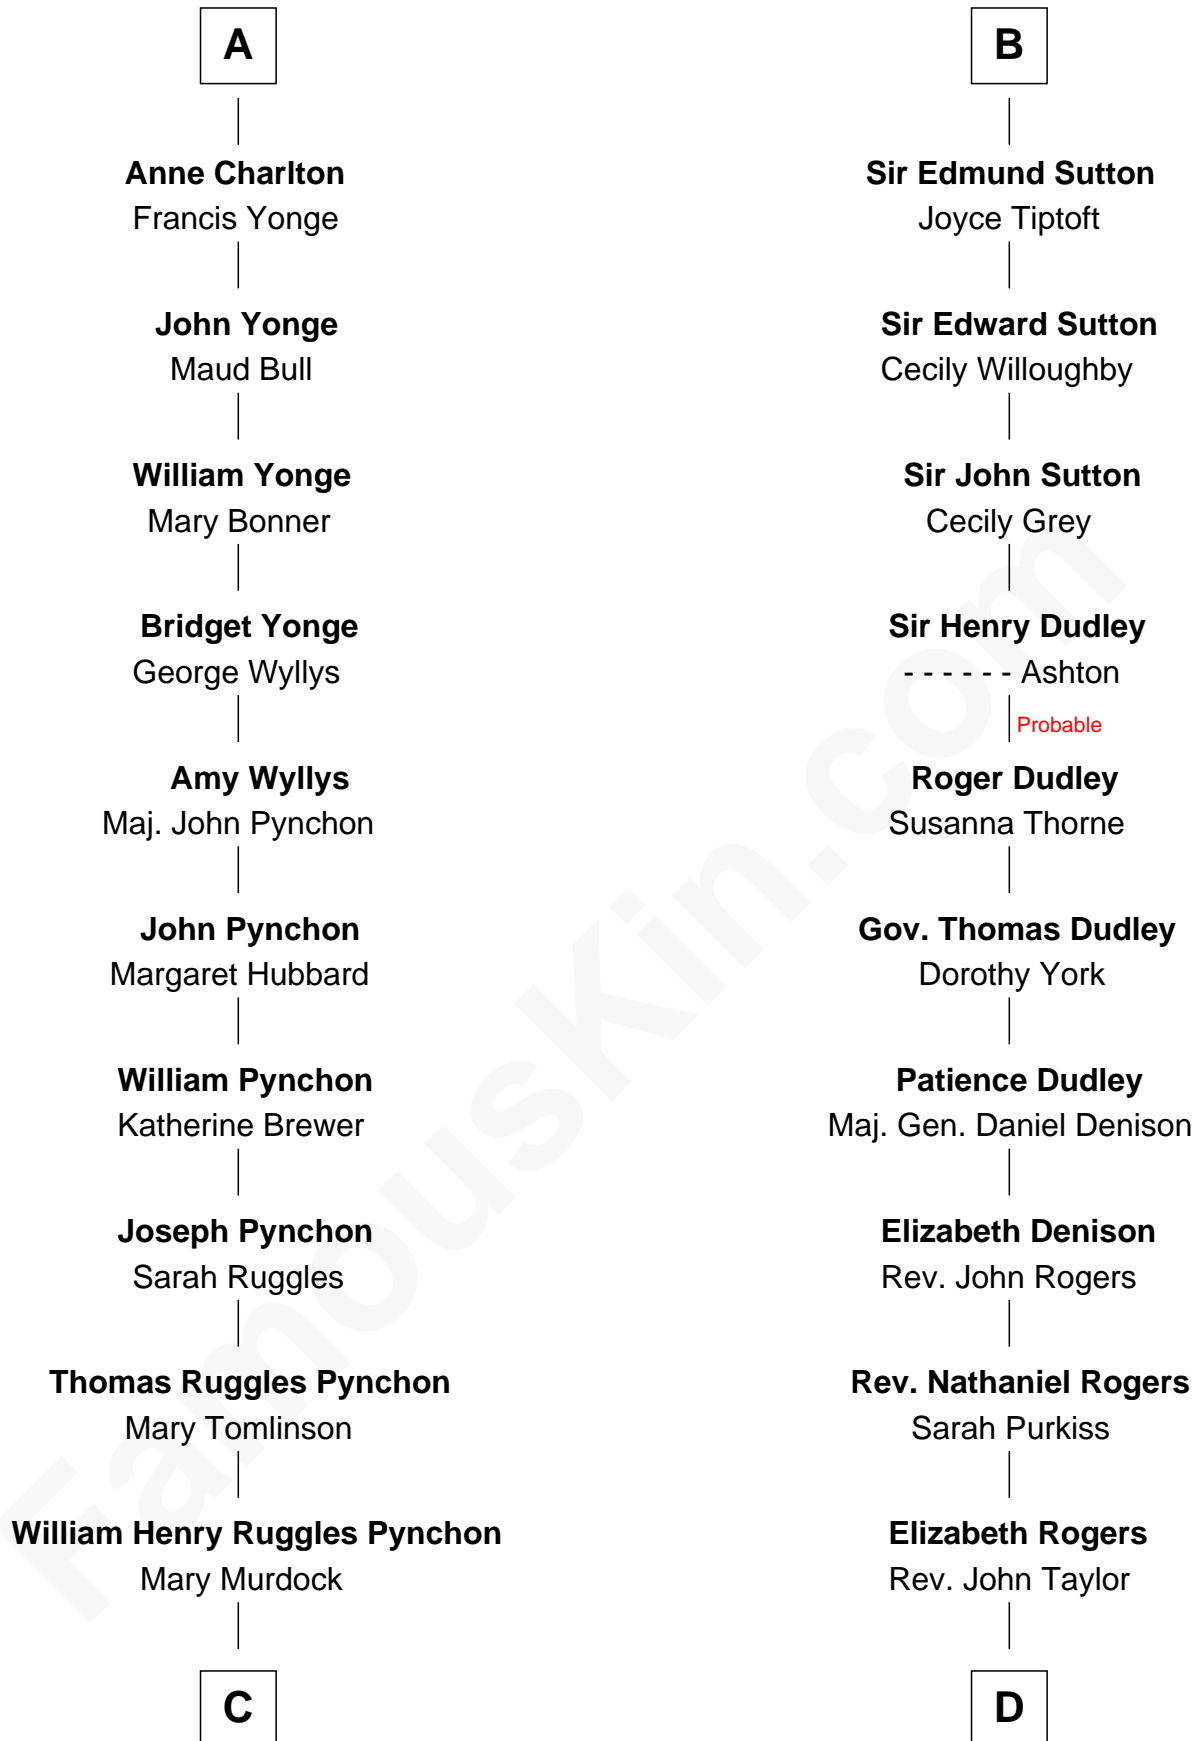 A
Anne Charlton
Francis Yonge
John Yonge
Maud Bull
William Yonge
Mary Bonner
Bridget Yonge
George Wyllys
Amy Wyllys
Maj. John Pynchon
John Pynchon
Margaret Hubbard
William Pynchon
Katherine Brewer
Joseph Pynchon
Sarah Ruggles
Thomas Ruggles Pynchon
Mary Tomlinson
William Henry Ruggles Pynchon
Mary Murdock
C
B
Sir Edmund Sutton
Joyce Tiptoft
Sir Edward Sutton
Cecily Willoughby
Sir John Sutton
Cecily Grey
Sir Henry Dudley
- - - - - - Ashton
Probable
Roger Dudley
Susanna Thorne
Gov. Thomas Dudley
Dorothy York
Patience Dudley
Maj. Gen. Daniel Denison
Elizabeth Denison
Rev. John Rogers
Rev. Nathaniel Rogers
Sarah Purkiss
Elizabeth Rogers
Rev. John Taylor
D
FamousKin.com